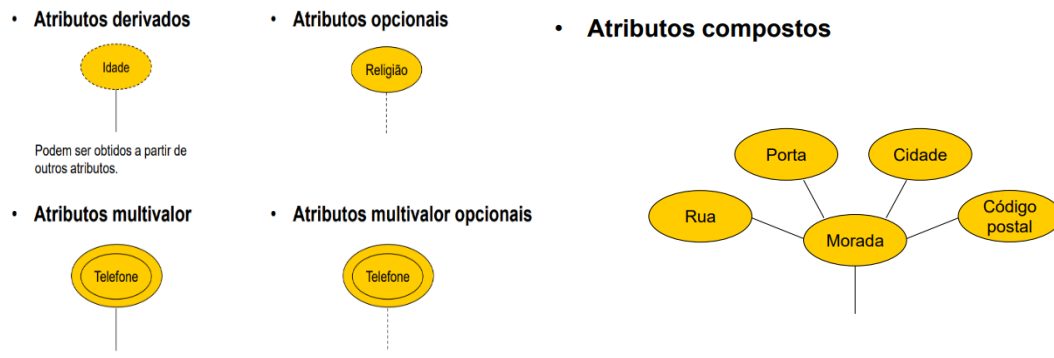 • Atributos derivados
Idade
Podem ser obtidos a partir de
outros atributos.
• Atributos opcionais
Religião
• Atributos multivalor
Telefone
• Atributos multivalor opcionais
Telefone
• Atributos compostos
Porta
Cidade
Rua
Morada
Código
postal